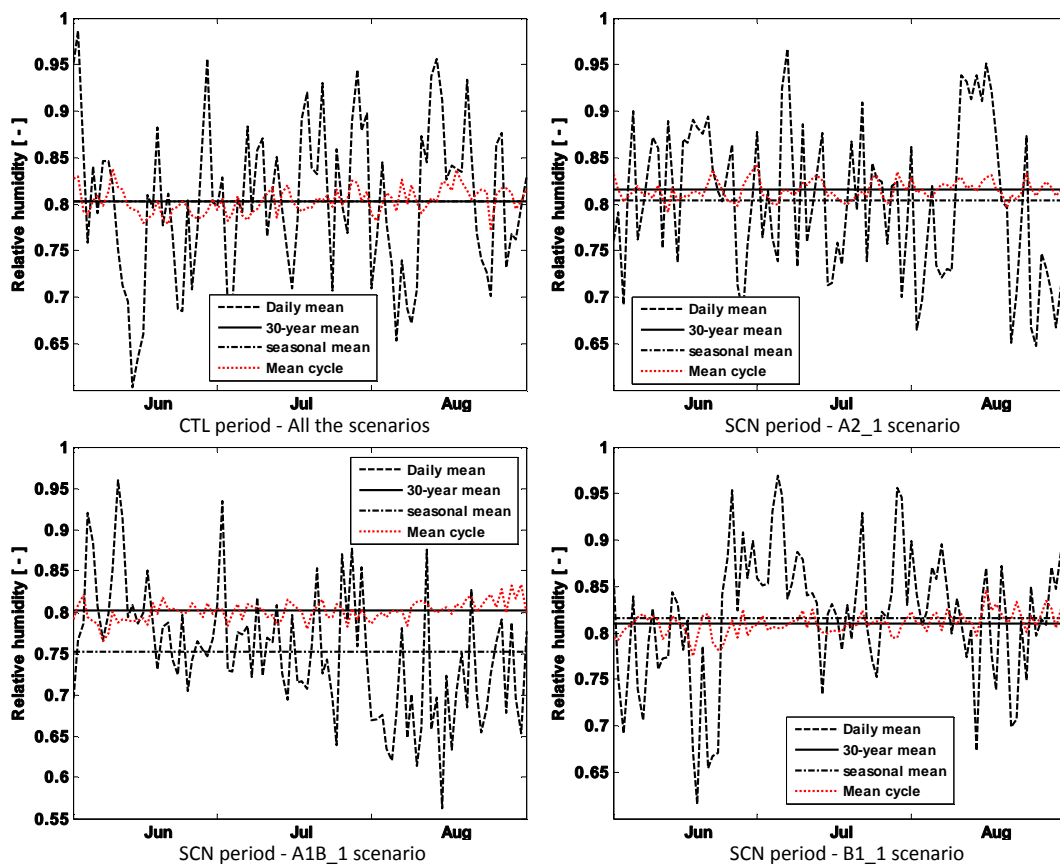 1
0.95
0.9
0.85
0.8
0.75
0.7
0.65
Relative humidity [ - ]
Daily mean
30-year mean
seasonal mean
Mean cycle
Jun Jul Aug
CTL period - All the scenarios
1
0.95
0.9
0.85
0.8
0.75
0.7
0.65
Relative humidity [ - ]
Daily mean
30-year mean
seasonal mean
Mean cycle
Jun Jul Aug
SCN period - A2_1 scenario
1
0.95
0.9
0.85
0.8
0.75
0.7
0.65
0.6
0.55
Relative humidity [ - ]
Daily mean
30-year mean
seasonal mean
Mean cycle
Jun Jul Aug
SCN period - A1B_1 scenario
1
0.95
0.9
0.85
0.8
0.75
0.7
0.65
Relative humidity [ - ]
Daily mean
30-year mean
seasonal mean
Mean cycle
Jun Jul Aug
SCN period - B1_1 scenario